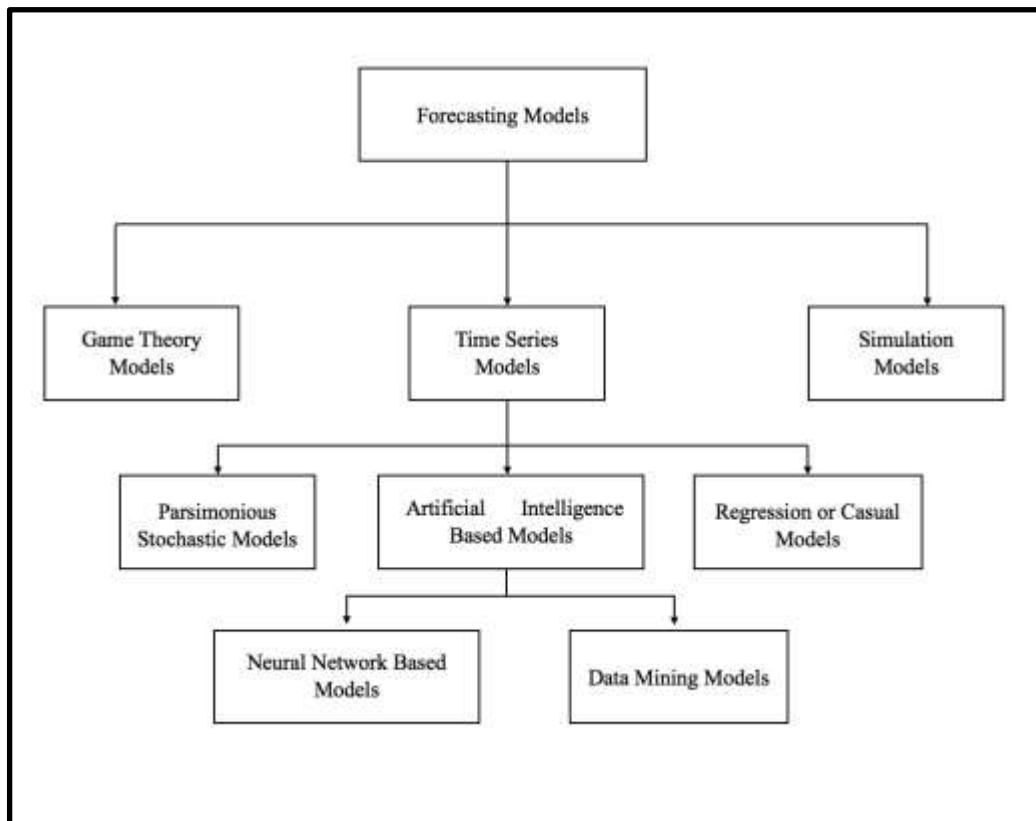 Forecasting Models
Game Theory
Models
Time Series
Models
Simulation
Models
Parsimonious
Stochastic Models
Artificial Intelligence
Based Models
Regression or Casual
Models
Neural Network Based
Models
Data Mining Models